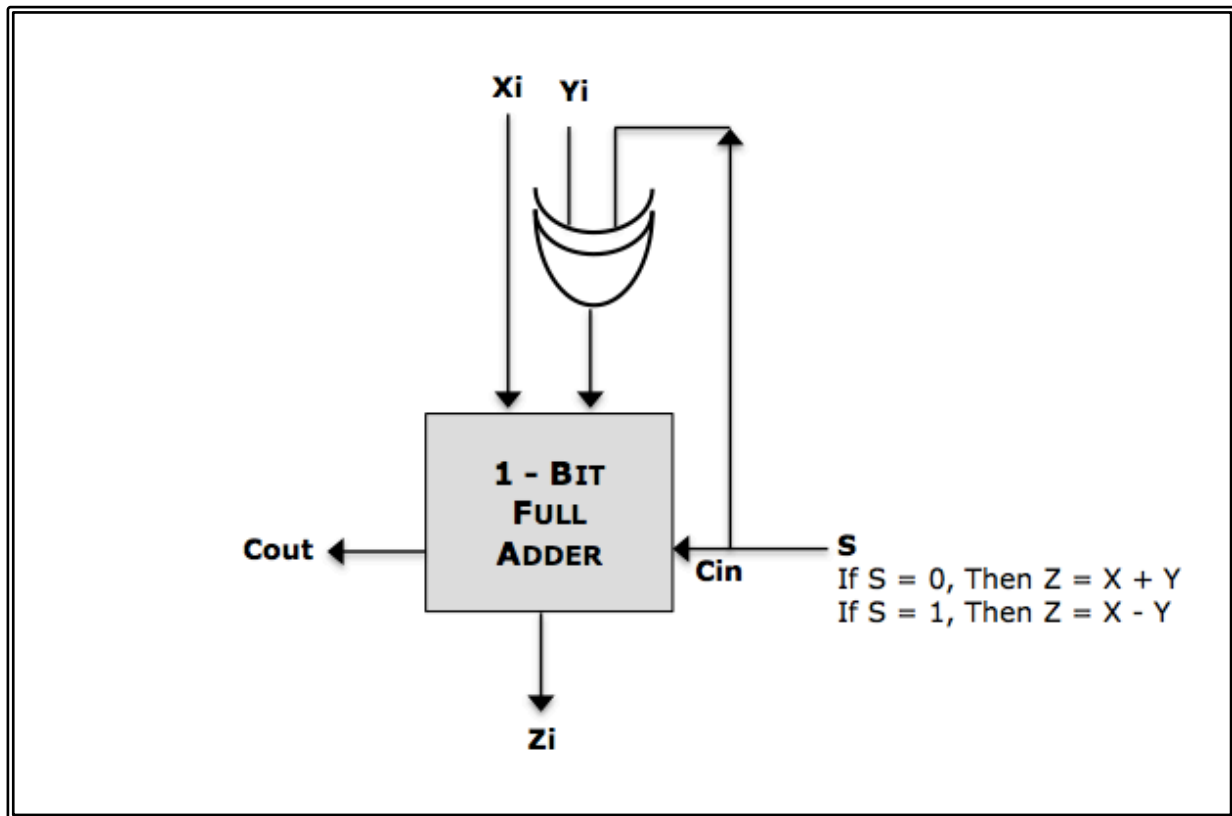 Xi Yi
1 - BIT
FULL
ADDER
Cout
Cin
S
If S = 0, Then Z = X + Y
If S = 1, Then Z = X - Y
Zi